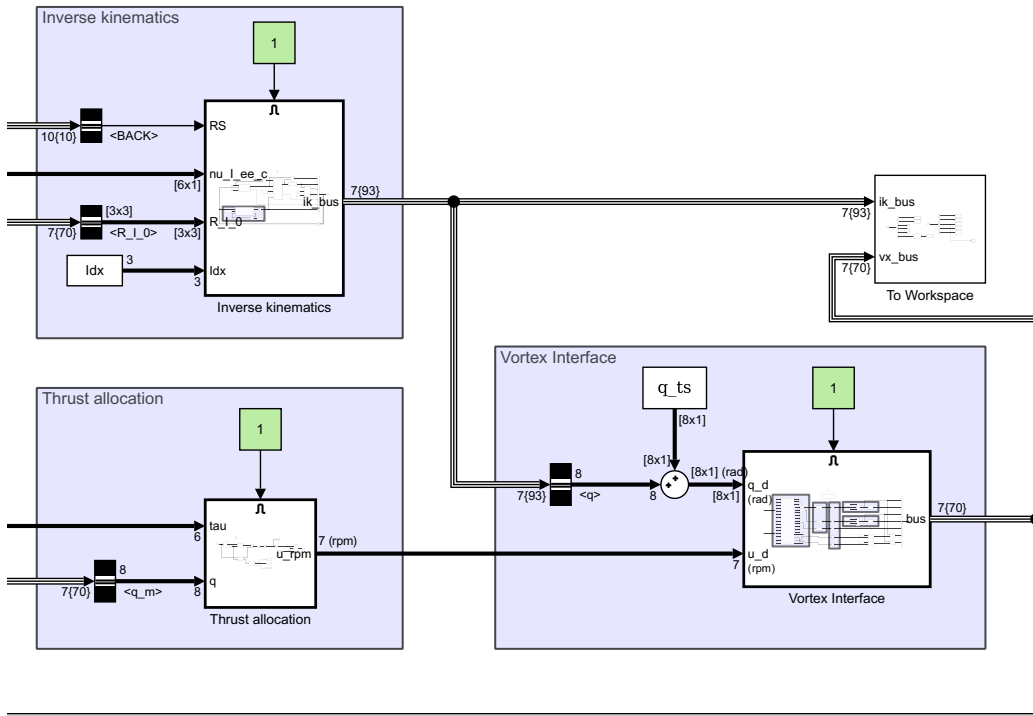 Inverse kinematics
1
10{10}
<BACK>
RS
nu_I_ee_c
[6x1]
[3x3]
7{70}
<R_I_0>
[3x3]
R_I_0
Idx
3
3
Idx
ik_bus
7{93}
Inverse kinematics
ik_bus
7{93}
vx_bus
7{70}
To Workspace
Thrust allocation
1
tau
6
8
7{70}
<q_m>
8
q
u_rpm
7 (rpm)
Thrust allocation
Vortex Interface
q_ts
[8x1]
[8x1]
1
8
7{93}
<q>
8
[8x1] (rad)
[8x1]
q_d
(rad)
u_d
(rpm)
7
bus
7{70}
Vortex Interface